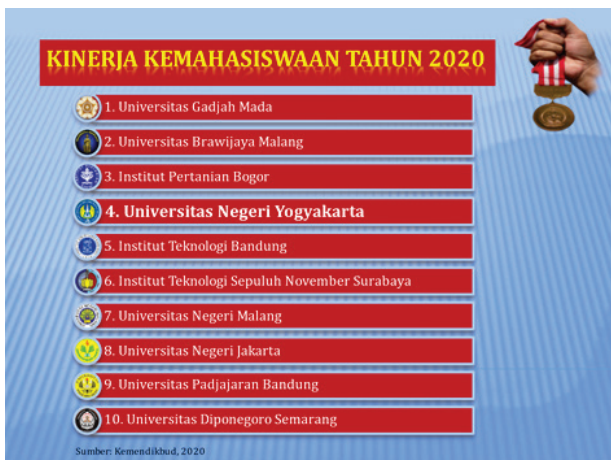 KINERJA KEMAHASISWAAN TAHUN 2020
1. Universitas Gadjah Mada
2. Universitas Brawijaya Malang
3. Institut Pertanian Bogor
4. Universitas Negeri Yogyakarta
5. Institut Teknologi Bandung
6. Institut Teknologi Sepuluh November Surabaya
7. Universitas Negeri Malang
8. Universitas Negeri Jakarta
9. Universitas Padjajaran Bandung
10. Universitas Diponegoro Semarang
Sumber: Kemendikbud, 2020